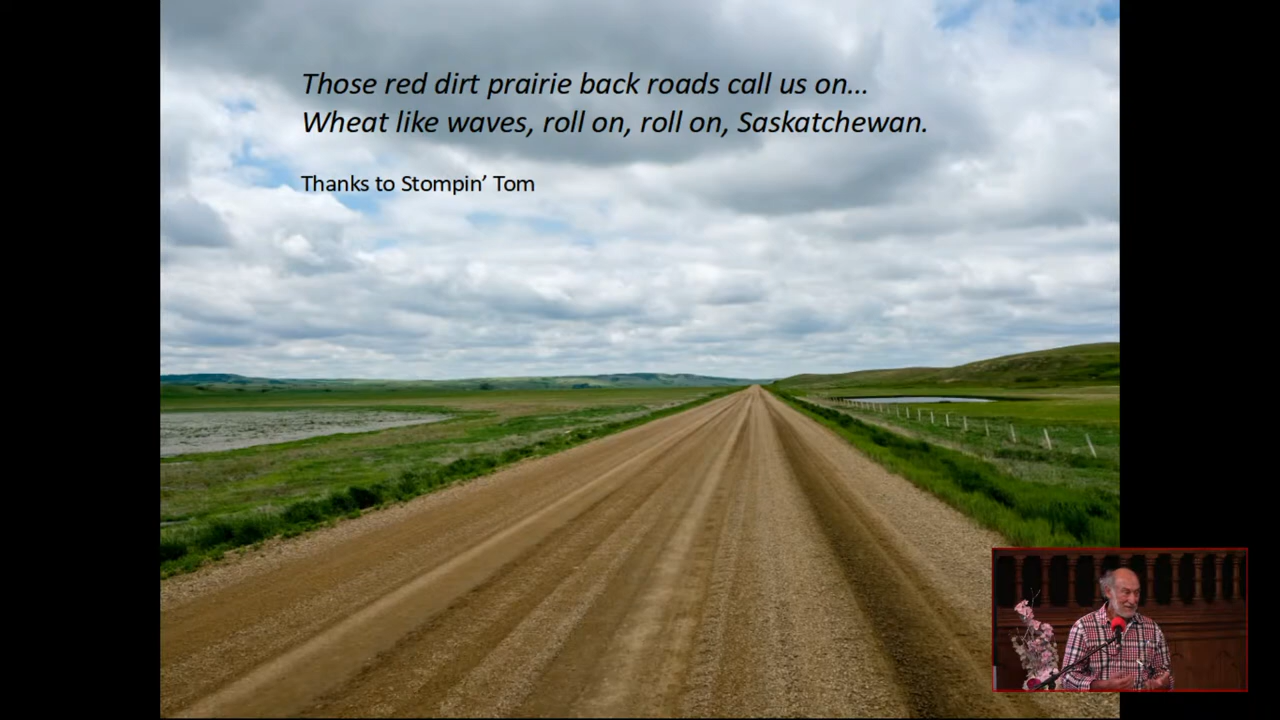 Those red dirt prairie back roads call us on…
Wheat like waves, roll on, roll on, Saskatchewan.
Thanks to Stompin’ Tom